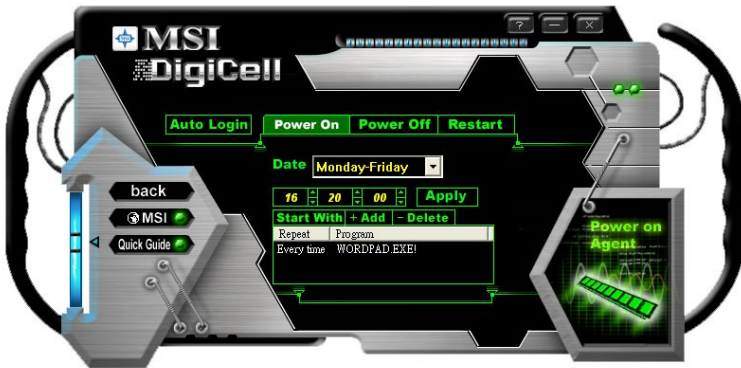 ? — X
MSI
DigiCell
Auto Login Power On Power Off Restart
Date Monday-Friday
16 20 00 Apply
Start With + Add - Delete
Repeat Program
Every time WORDPAD.EXE!
back
MSI
Quick Guide
Power on
Agent